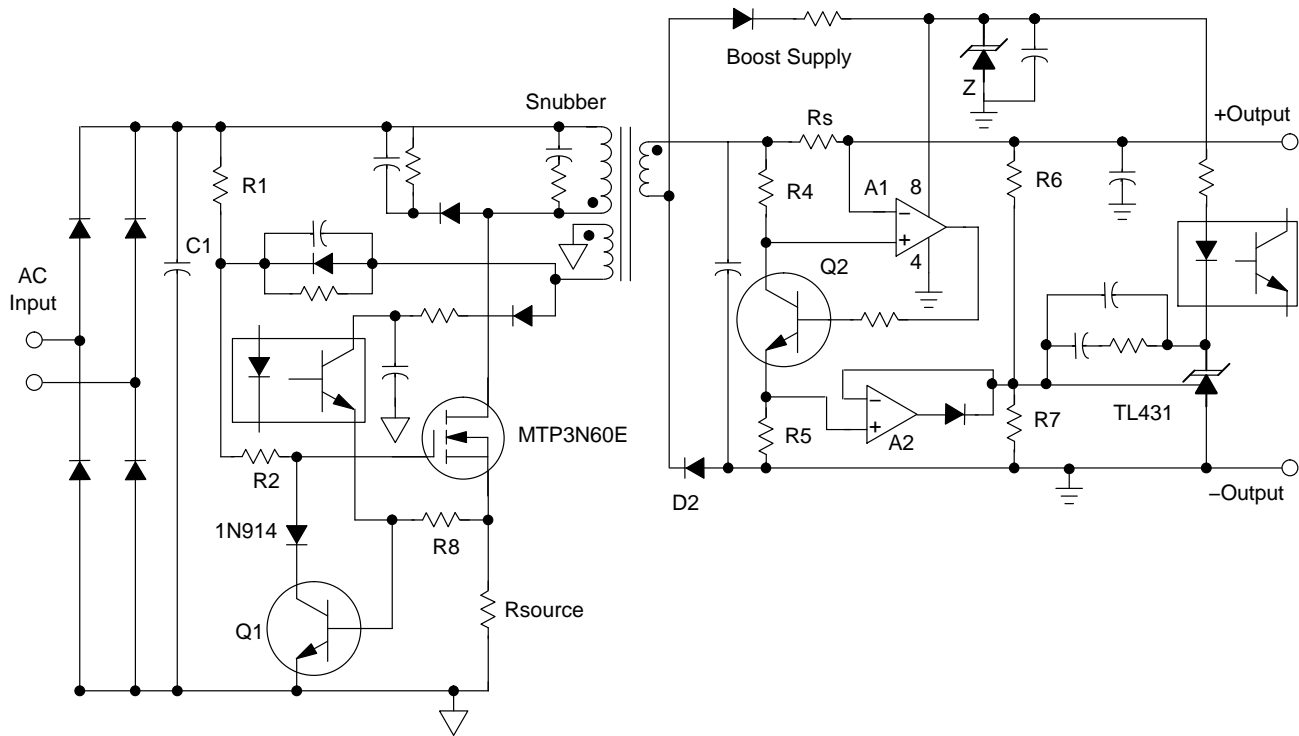 Boost Supply
Z
Snubber
Rs
+Output
R1
R4
A1
8
R6
–
+
4
C1
AC
Input
Q2
MTP3N60E
–
+
R5
A2
R7
TL431
R2
D2
–Output
1N914
R8
Rsource
Q1